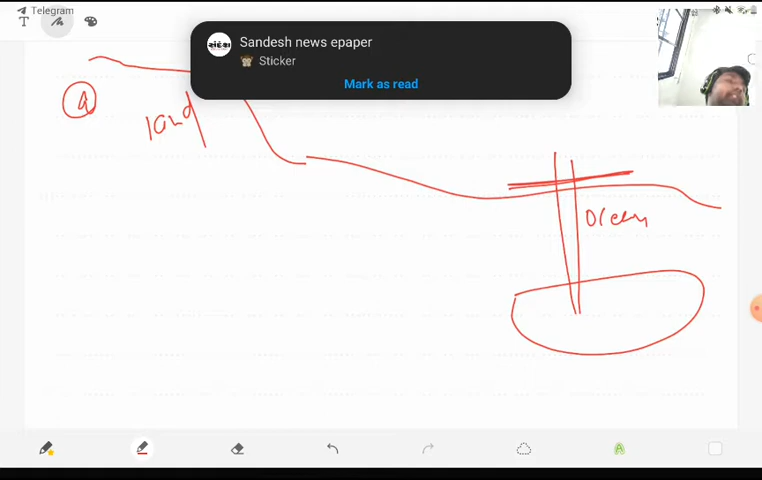 Telegram
T
Sandesh news epaper
🐵 Sticker
Mark as read
a
land
Ocean
A